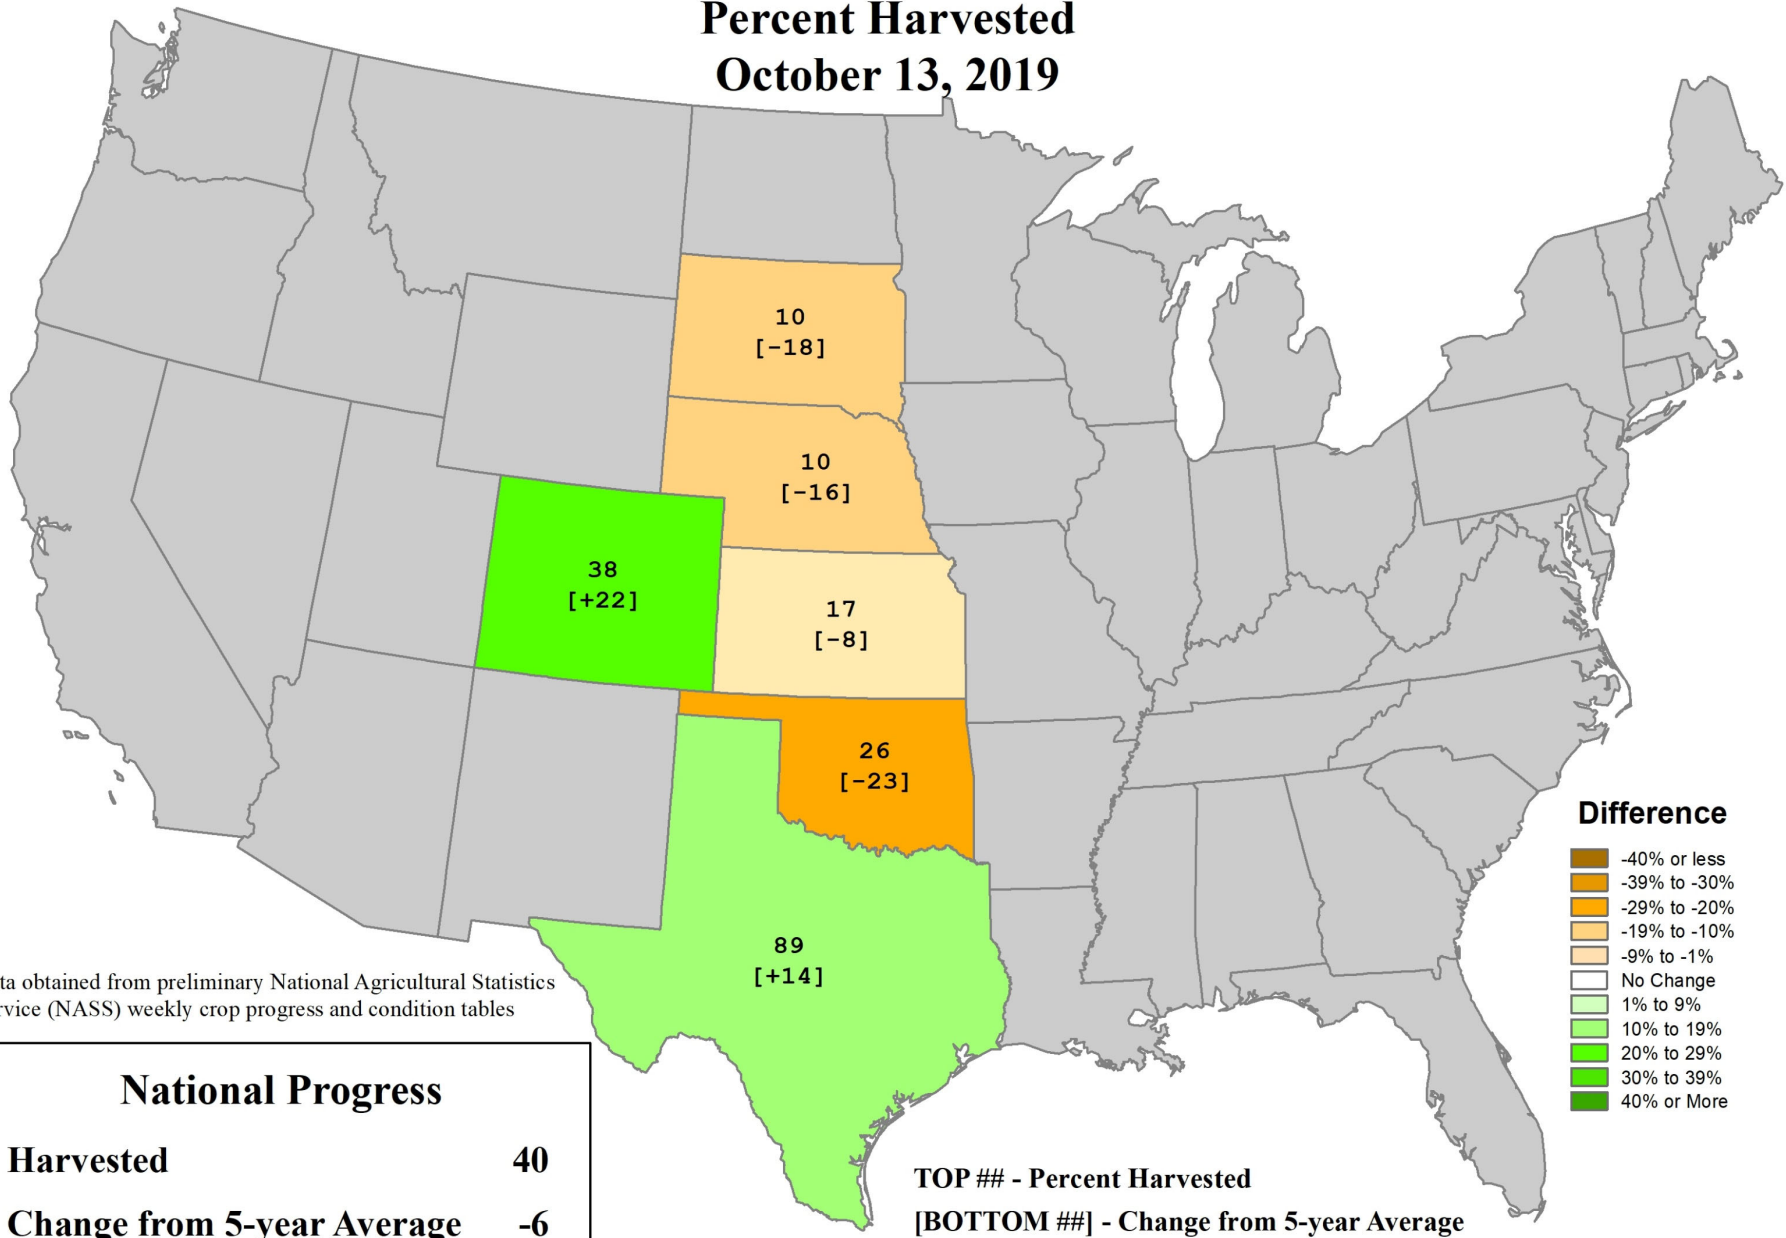 Percent Harvested
October 13, 2019
10
[-18]
10
[-16]
38
[+22]
17
[-8]
26
[-23]
89
[+14]
Difference
-40% or less
-39% to -30%
-29% to -20%
-19% to -10%
-9% to -1%
No Change
1% to 9%
10% to 19%
20% to 29%
30% to 39%
40% or More
ta obtained from preliminary National Agricultural Statistics
rvice (NASS) weekly crop progress and condition tables
National Progress
Harvested 40
Change from 5-year Average -6
TOP ## - Percent Harvested
[BOTTOM ##] - Change from 5-year Average